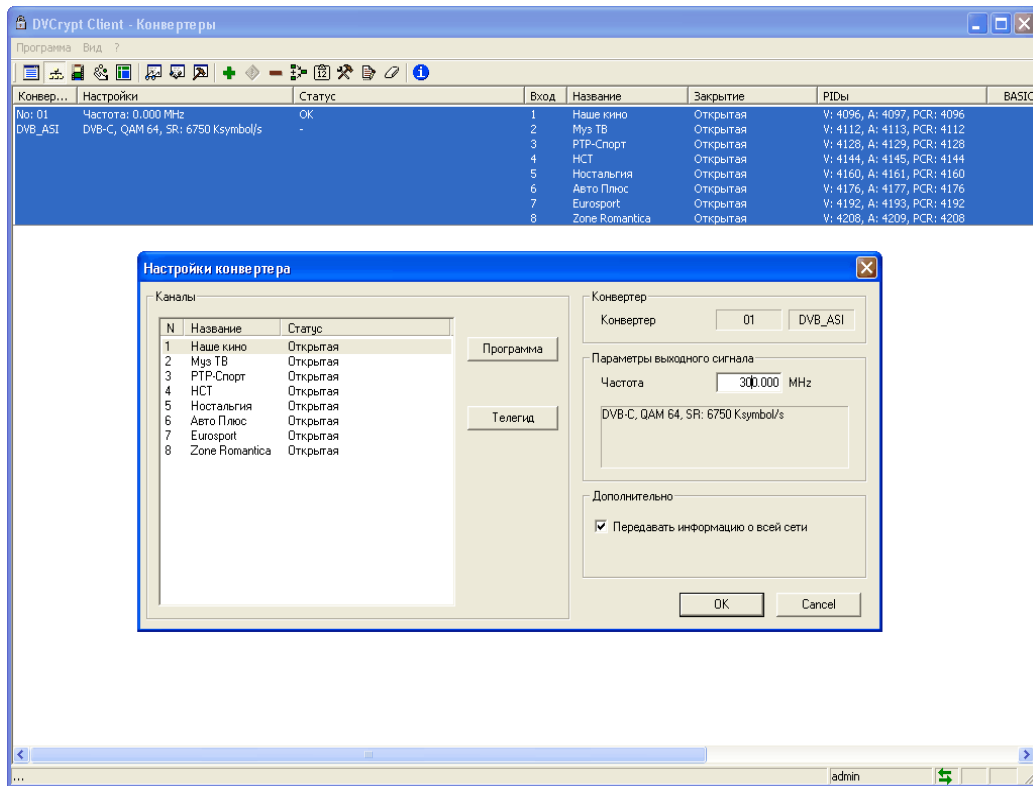 DVCrypt Client - Конвертеры
Программа Вид ?
Конвер... Настройки Статус Вход Название Закрытие PIDы BASIC
No: 01 Частота: 0.000 MHz OK 1 Наше кино Открытая V: 4096, A: 4097, PCR: 4096
DVB_ASI DVB-C, QAM 64, SR: 6750 Ksymbol/s - 2 Муз ТВ Открытая V: 4112, A: 4113, PCR: 4112
3 РТР-Спорт Открытая V: 4128, A: 4129, PCR: 4128
4 НСТ Открытая V: 4144, A: 4145, PCR: 4144
5 Ностальгия Открытая V: 4160, A: 4161, PCR: 4160
6 Авто Плюс Открытая V: 4176, A: 4177, PCR: 4176
7 Eurosport Открытая V: 4192, A: 4193, PCR: 4192
8 Zone Romantica Открытая V: 4208, A: 4209, PCR: 4208
Настройки конвертера
Каналы
N Название Статус
1 Наше кино Открытая
2 Муз ТВ Открытая
3 РТР-Спорт Открытая
4 НСТ Открытая
5 Ностальгия Открытая
6 Авто Плюс Открытая
7 Eurosport Открытая
8 Zone Romantica Открытая
Программа
Телегид
Конвертер
Конвертер 01 DVB_ASI
Параметры выходного сигнала
Частота 300.000 MHz
DVB-C, QAM 64, SR: 6750 Ksymbol/s
Дополнительно
Передавать информацию о всей сети
OK Cancel
... admin